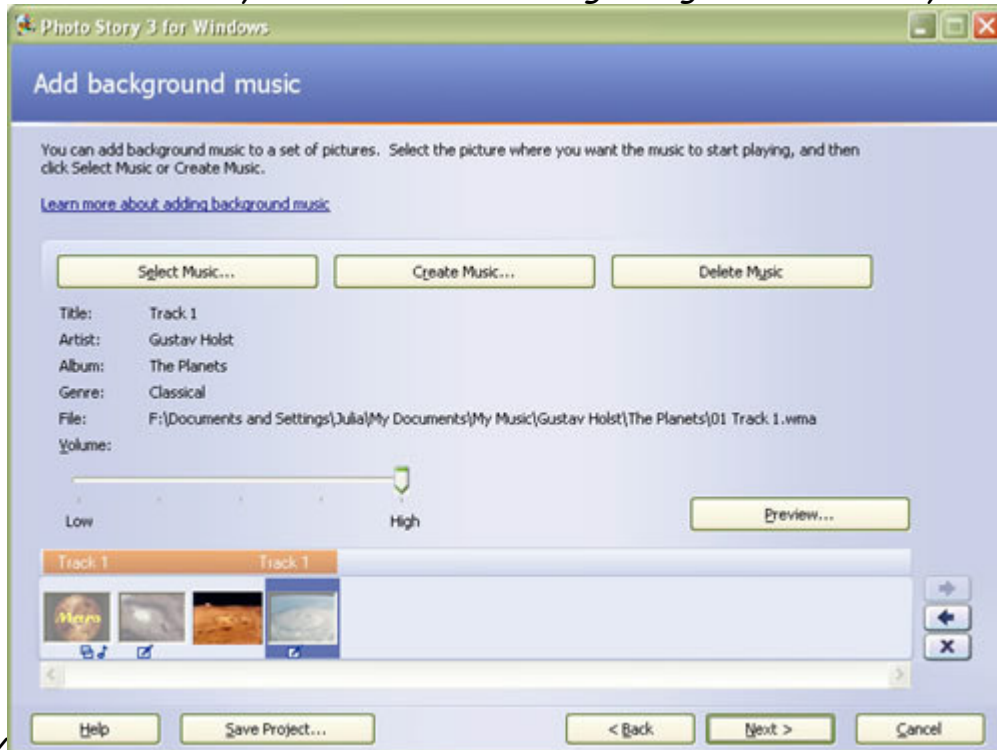 Photo Story 3 for Windows
Add background music
You can add background music to a set of pictures. Select the picture where you want the music to start playing, and then
click Select Music or Create Music.
Learn more about adding background music
Select Music... Create Music... Delete Music
Title: Track 1
Artist: Gustav Holst
Album: The Planets
Genre: Classical
File: F:\Documents and Settings\Julia\My Documents\My Music\Gustav Holst\The Planets\01 Track 1.wma
Volume:
Low High Preview...
Track 1 Track 1
Mars
Help Save Project... < Back Next > Cancel